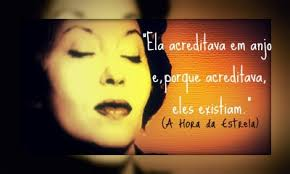 "Ela acreditava em anjo
e, porque acreditava,
eles existiam."
(A Hora da Estrela)